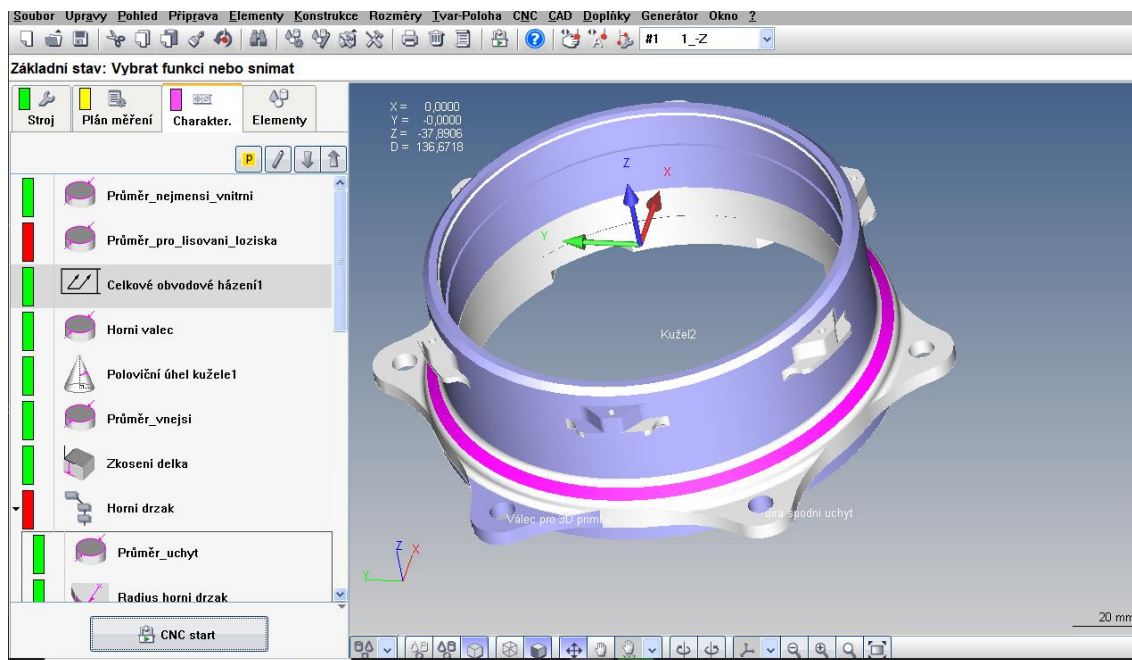 Soubor Upravy Pohled Příprava Elementy Konstrukce Rozměry Tvar-Poloha CNC CAD Doplňky Generátor Okno ?
#1 1_-Z
Základní stav: Vybrat funkci nebo snímat
Stroj Plán měření Charakter. Elementy
P
Průměr_nejmensi_vnitrni
Průměr_pro_lisovani_loziska
Celkové obvodové házení1
Horni valec
Poloviční úhel kužele1
Průměr_vnejsi
Zkoseni delka
Horni drzak
Průměr_uchyt
Radius horni drzak
CNC start
X = 0,0000
Y = -0,0000
Z = -37,8906
D = 136,6718
Z
X
Y
Kužel2
Válec pro 3D primku
dira spodni uchyt
Z
X
Y
20 mm